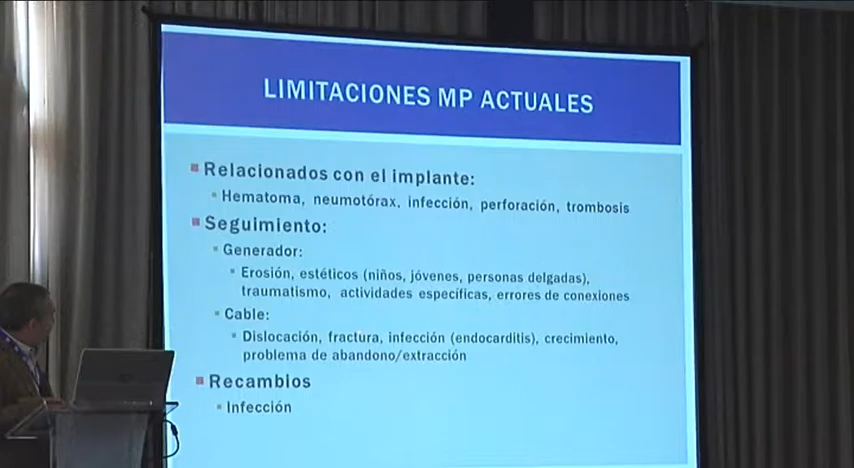 LIMITACIONES MP ACTUALES
Relacionados con el implante:
Hematoma, neumotórax, infección, perforación, trombosis
Seguimiento:
Generador:
Erosión, estéticos (niños, jóvenes, personas delgadas),
traumatismo, actividades específicas, errores de conexiones
Cable:
Dislocación, fractura, infección (endocarditis), crecimiento,
problema de abandono/extracción
Recambios
Infección